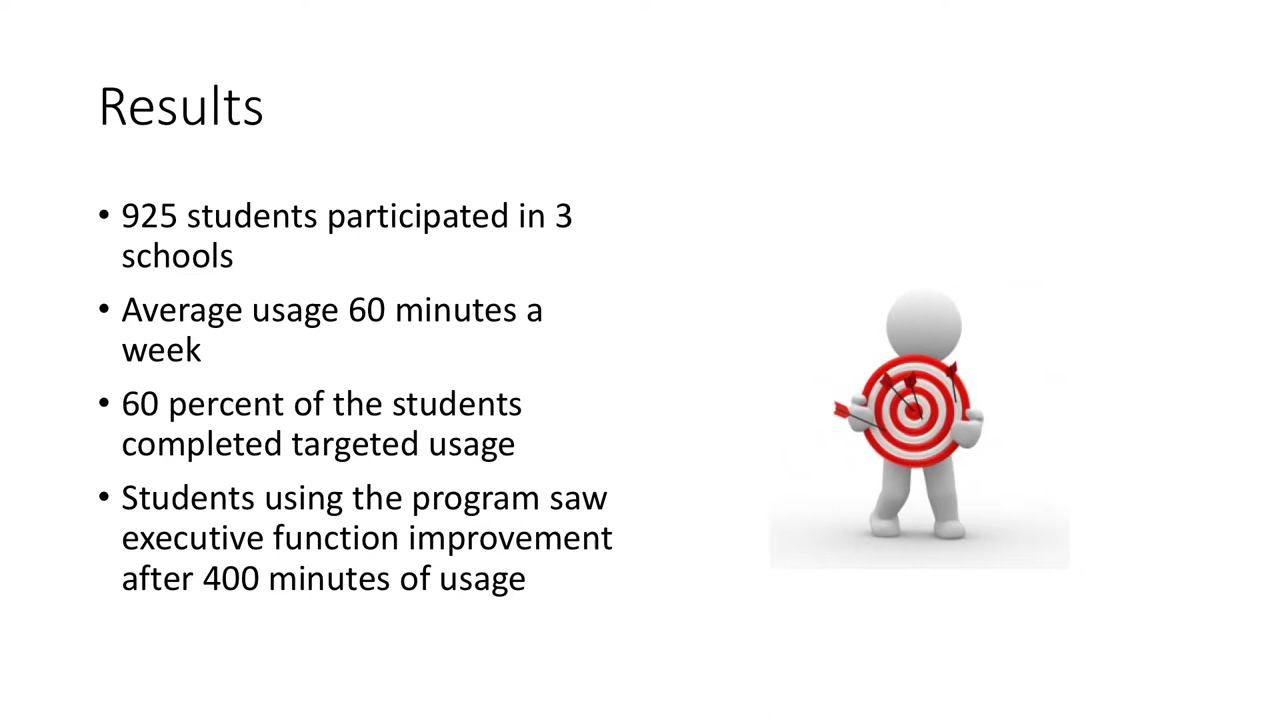 Results
• 925 students participated in 3
schools
• Average usage 60 minutes a
week
• 60 percent of the students
completed targeted usage
• Students using the program saw
executive function improvement
after 400 minutes of usage